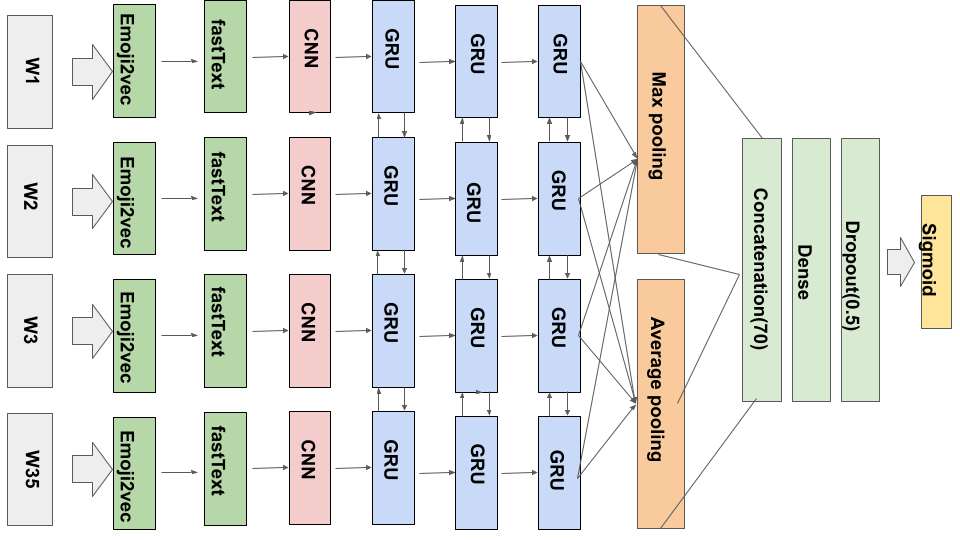 W1
Emoji2vec
fastText
CNN
GRU
GRU
GRU
W2
Emoji2vec
fastText
CNN
GRU
GRU
GRU
W3
Emoji2vec
fastText
CNN
GRU
GRU
GRU
W35
Emoji2vec
fastText
CNN
GRU
GRU
GRU
Max pooling
Average pooling
Concatenation(70)
Dense
Dropout(0.5)
Sigmoid